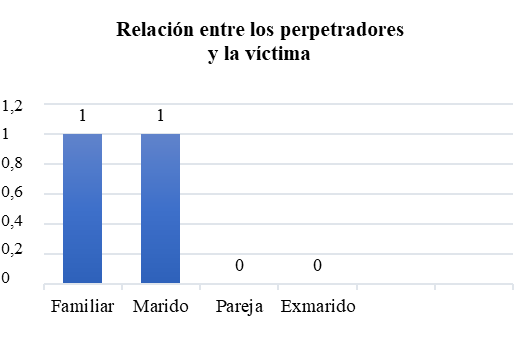 Relación entre los perpetradores
y la víctima
1,2
1
0,8
0,6
0,4
0,2
0
1
1
0
0
Familiar
Marido
Pareja
Exmarido